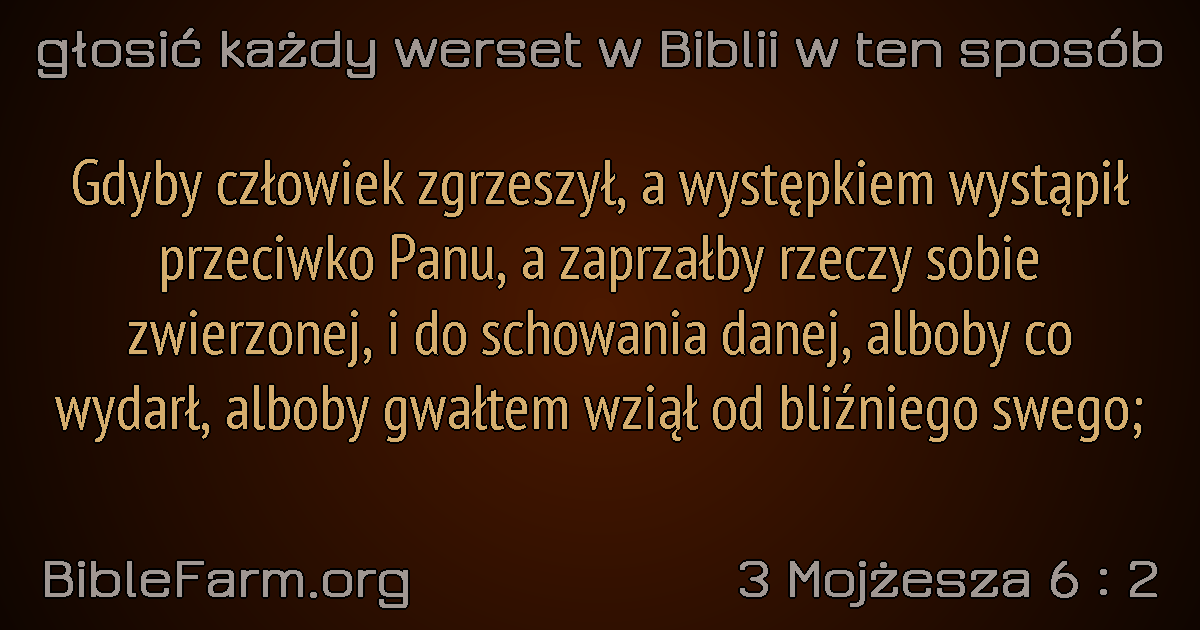 głosić każdy werset w Biblii w ten sposób
Gdyby człowiek zgrzeszył, a występkiem wystąpił
przeciwko Panu, a zaprzałby rzeczy sobie
zwierzonej, i do schowania danej, alboby co
wydarł, alboby gwałtem wziął od bliźniego swego;
BibleFarm.org
3 Mojżesza 6 : 2